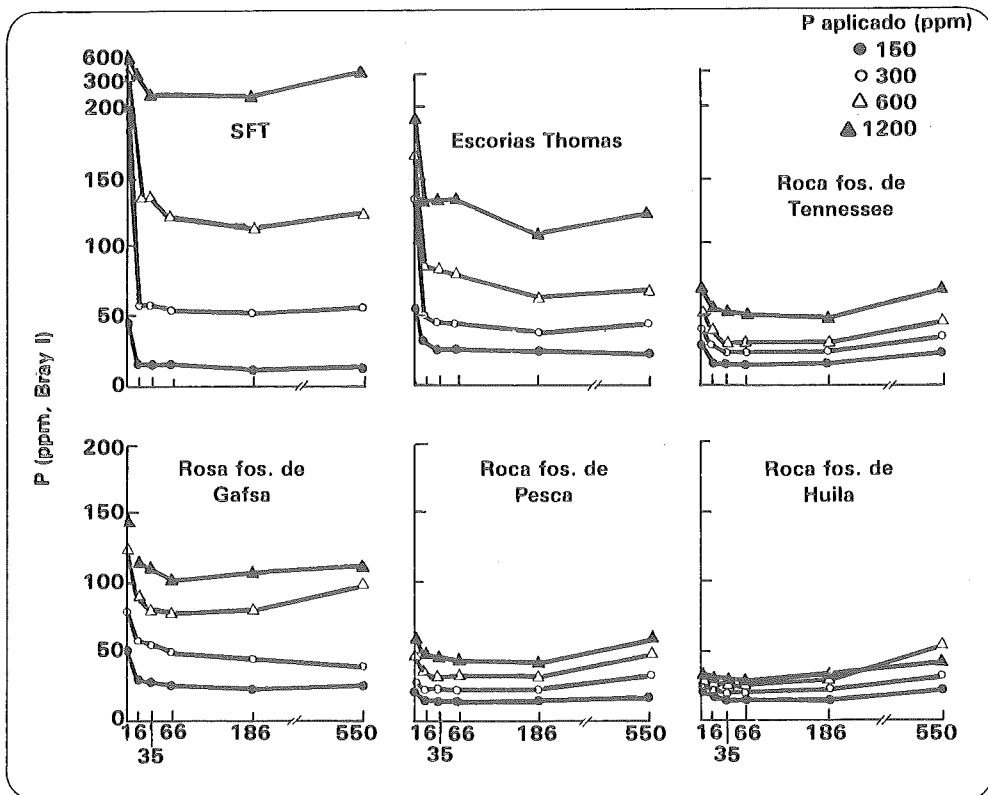 P aplicado (ppm)
● 150
○ 300
△ 600
▲ 1200
P (ppm, Bray I)
600
300
200
150
100
50
0
SFT
Escorias Thomas
Roca fos. de
Tennessee
200
150
100
50
0
Rosa fos. de
Gafsa
Roca fos. de
Pesca
Roca fos. de
Huila
16 66 186 550
35
16 66 186 550
35
16 66 186 550
35